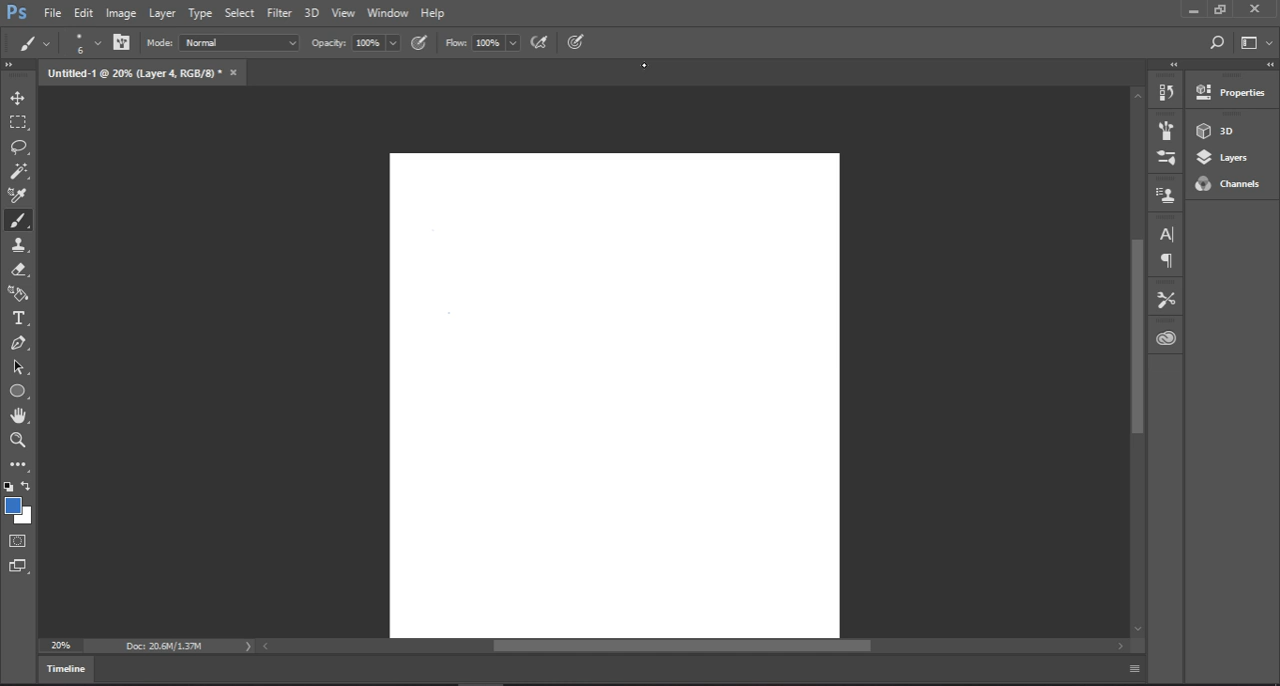 Ps File Edit Image Layer Type Select Filter 3D View Window Help
6 Mode: Normal Opacity: 100% Flow: 100%
Untitled-1 @ 20% (Layer 4, RGB/8) * ×
Properties
3D
Layers
Channels
A|
¶
T
20% Doc: 20.6M/1.37M
Timeline